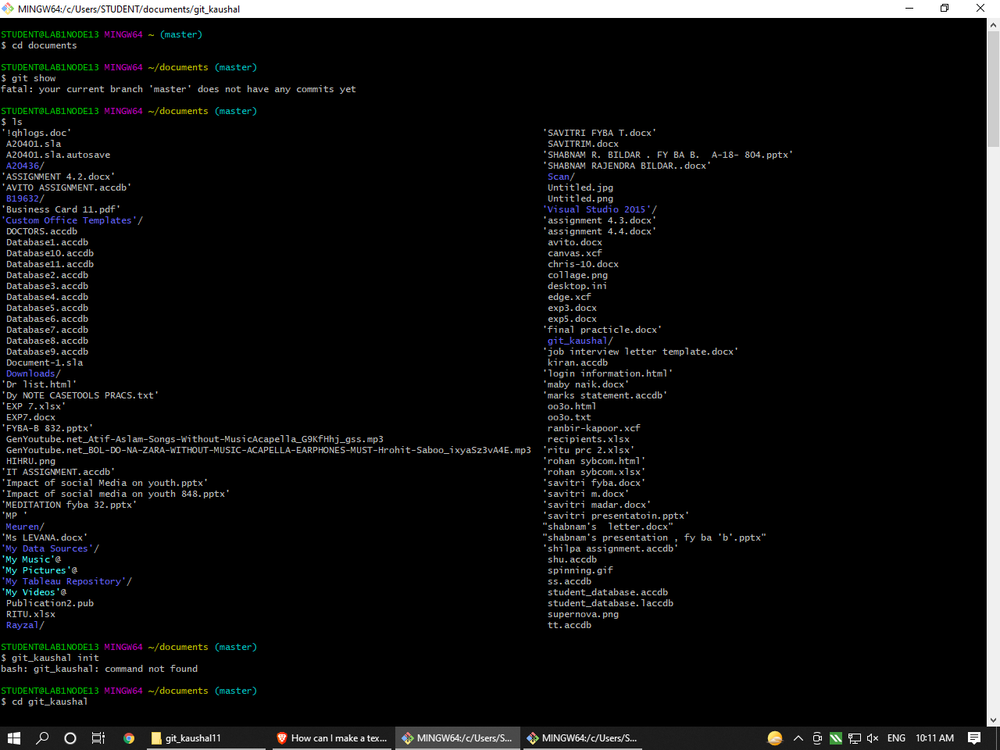 MINGW64:/c/Users/STUDENT/documents/git_kaushal
STUDENT@LAB1NODE13 MINGW64 ~ (master)
$ cd documents
STUDENT@LAB1NODE13 MINGW64 ~/documents (master)
$ git show
fatal: your current branch 'master' does not have any commits yet
STUDENT@LAB1NODE13 MINGW64 ~/documents (master)
$ ls
'!qhlogs.doc'
A20401.sla
A20401.sla.autosave
A20436/
'ASSIGNMENT 4.2.docx'
'AVITO ASSIGNMENT.accdb'
B19632/
'Business Card 11.pdf'
'Custom Office Templates'/
DOCTORS.accdb
Database1.accdb
Database10.accdb
Database11.accdb
Database2.accdb
Database3.accdb
Database4.accdb
Database5.accdb
Database6.accdb
Database7.accdb
Database8.accdb
Database9.accdb
Document-1.sla
Downloads/
'Dr list.html'
'Dy NOTE CASETOOLS PRACS.txt'
'EXP 7.xlsx'
EXP7.docx
'FYBA-B 832.pptx'
GenYoutube.net_Atif-Aslam-Songs-Without-MusicAcapella_G9KfHhj_gss.mp3
GenYoutube.net_BOL-DO-NA-ZARA-WITHOUT-MUSIC-ACAPELLA-EARPHONES-MUST-Hrohit-Saboo_ixyaSz3vA4E.mp3
HIHRU.png
'IT ASSIGNMENT.accdb'
'Impact of social Media on youth.pptx'
'Impact of social media on youth 848.pptx'
'MEDITATION fyba 32.pptx'
'MP '
Meuren/
'Ms LEVANA.docx'
'My Data Sources'/
'My Music'@
'My Pictures'@
'My Tableau Repository'/
'My Videos'@
Publication2.pub
RITU.xlsx
Rayzal/
'SAVITRI FYBA T.docx'
SAVITRIM.docx
'SHABNAM R. BILDAR . FY BA B.  A-18- 804.pptx'
'SHABNAM RAJENDRA BILDAR..docx'
Scan/
Untitled.jpg
Untitled.png
'Visual Studio 2015'/
'assignment 4.3.docx'
'assignment 4.4.docx'
avito.docx
canvas.xcf
chris-10.docx
collage.png
desktop.ini
edge.xcf
exp3.docx
exp5.docx
'final practicle.docx'
git_kaushal/
'job interview letter template.docx'
kiran.accdb
'login information.html'
'maby naik.docx'
'marks statement.accdb'
oo3o.html
oo3o.txt
ranbir-kapoor.xcf
recipients.xlsx
'ritu prc 2.xlsx'
'rohan sybcom.html'
'rohan sybcom.xlsx'
'savitri fyba.docx'
'savitri m.docx'
'savitri madar.docx'
'savitri presentatoin.pptx'
"shabnam's  letter.docx"
"shabnam's presentation , fy ba 'b'.pptx"
'shilpa assignment.accdb'
shu.accdb
spinning.gif
ss.accdb
student_database.accdb
student_database.laccdb
supernova.png
tt.accdb
STUDENT@LAB1NODE13 MINGW64 ~/documents (master)
$ git_kaushal init
bash: git_kaushal: command not found
STUDENT@LAB1NODE13 MINGW64 ~/documents (master)
$ cd git_kaushal
git_kaushal11
How can I make a tex...
MINGW64:/c/Users/S...
MINGW64:/c/Users/S...
ENG
10:11 AM